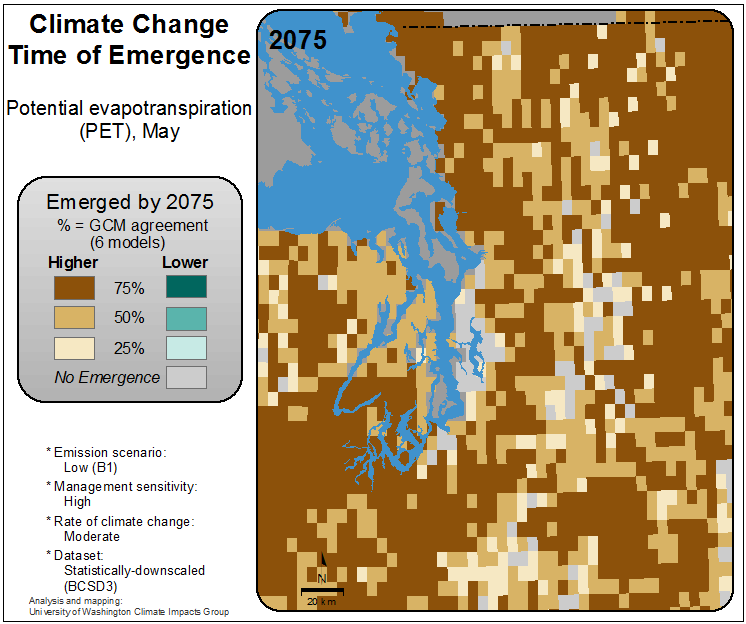 Climate Change
Time of Emergence
Potential evapotranspiration
(PET), May
Emerged by 2075
% = GCM agreement
(6 models)
Higher Lower
75%
50%
25%
No Emergence
* Emission scenario:
Low (B1)
* Management sensitivity:
High
* Rate of climate change:
Moderate
* Dataset:
Statistically-downscaled
(BCSD3)
Analysis and mapping:
University of Washington Climate Impacts Group
2075
N
20 km